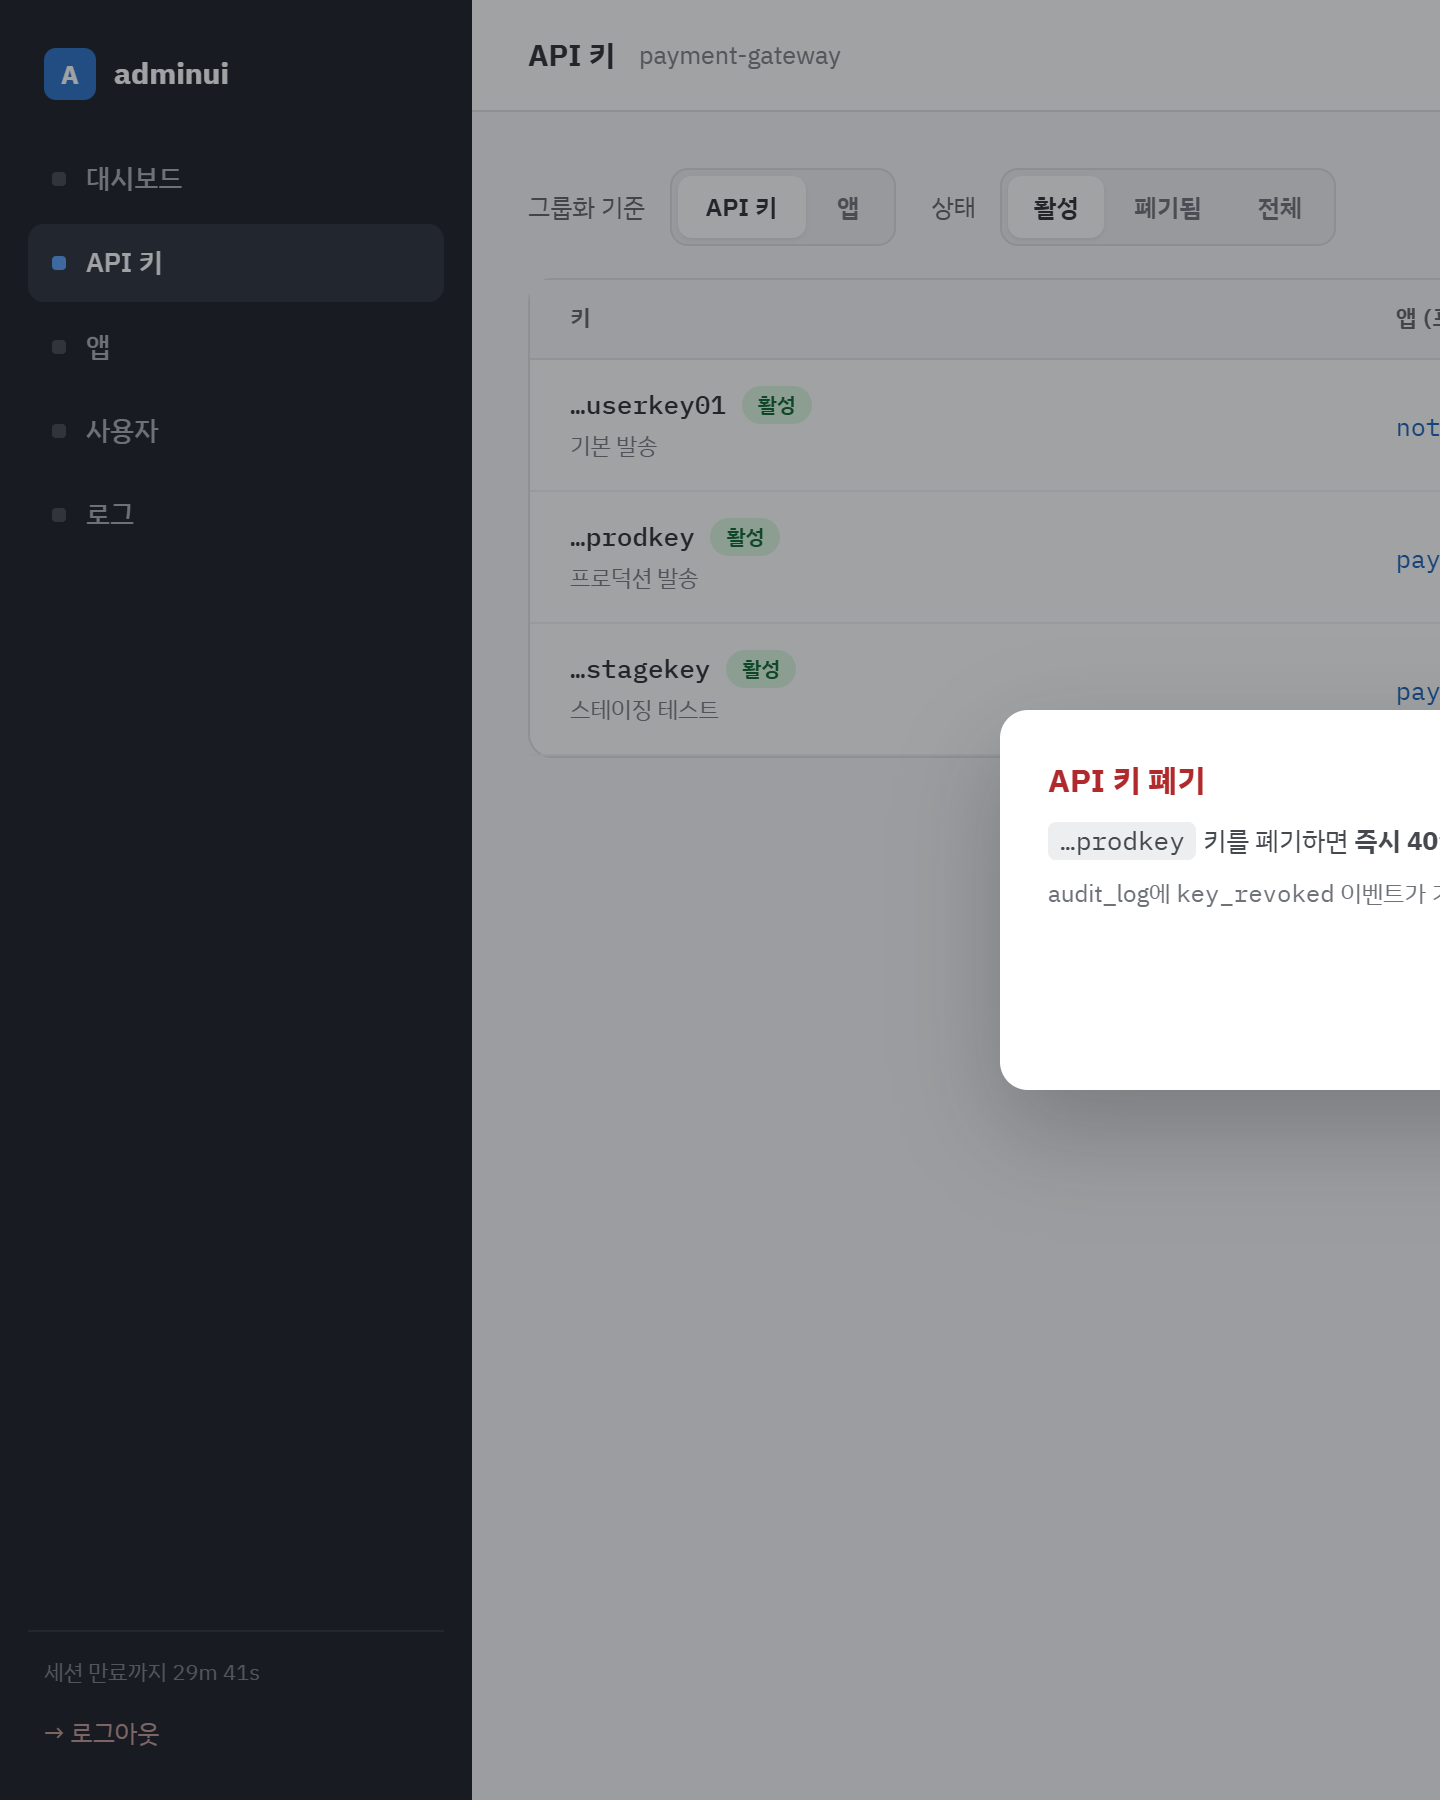 A adminui
대시보드
API 키
앱
사용자
로그
세션 만료까지 29m 41s
→ 로그아웃
API 키 payment-gateway
그룹화 기준 API 키 앱 상태 활성 폐기됨 전체
키 앱
…userkey01 활성 not
기본 발송
…prodkey 활성 pay
프로덕션 발송
…stagekey 활성 pay
스테이징 테스트
API 키 폐기
…prodkey 키를 폐기하면 즉시 40
audit_log에 key_revoked 이벤트가